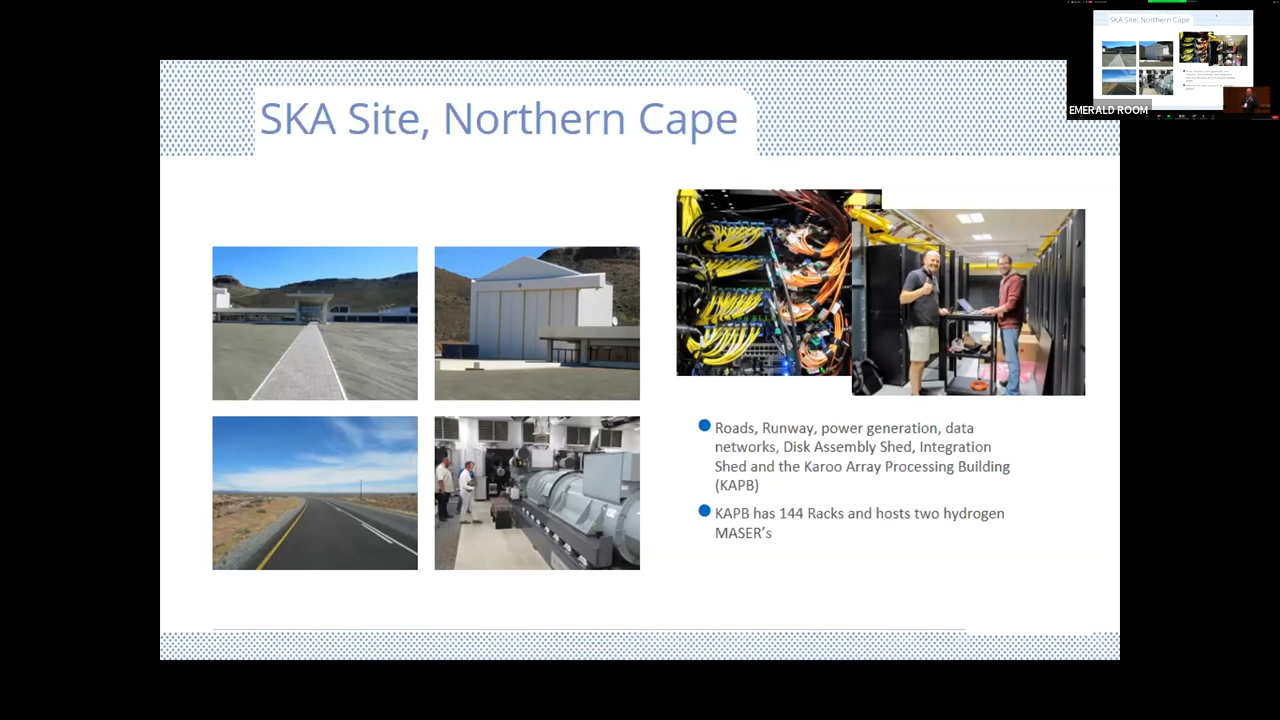 SKA Site, Northern Cape
Roads, Runway, power generation, data
networks, Disk Assembly Shed, Integration
Shed and the Karoo Array Processing Building
(KAPB)
KAPB has 144 Racks and hosts two hydrogen
MASER's
SKA Site, Northern Cape
EMERALD ROOM